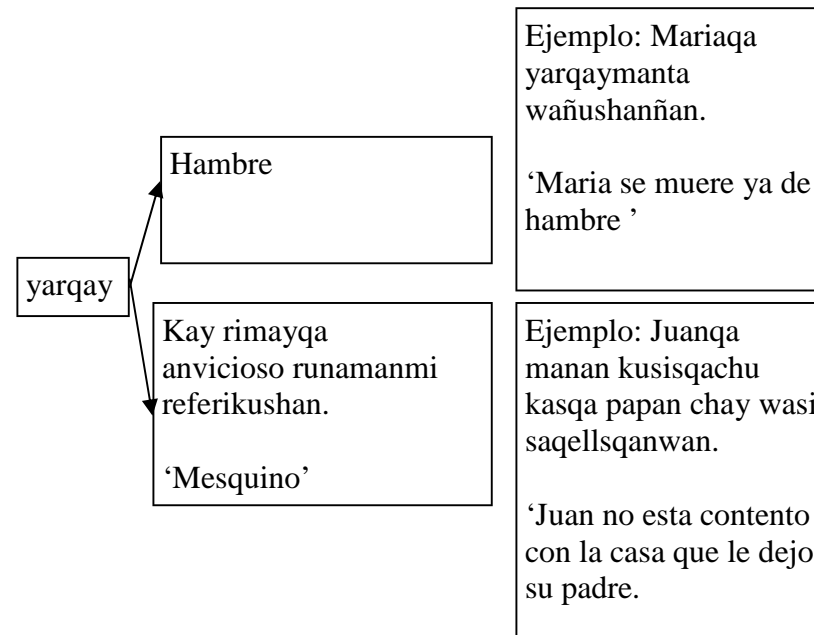 yarqay
Hambre
Ejemplo: Mariaqa
yarqaymanta
wañushanñan.
‘Maria se muere ya de
hambre ’
Kay rimayqa
anvicioso runamanmi
referikushan.
‘Mesquino’
Ejemplo: Juanqa
manan kusisqachu
kasqa papan chay wasi
saqellsqanwan.
‘Juan no esta contento
con la casa que le dejo
su padre.